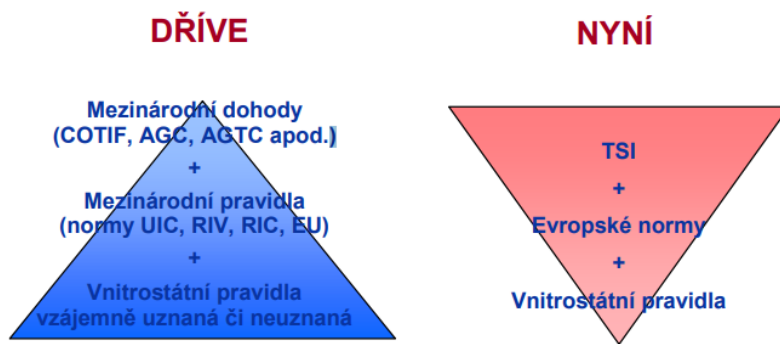 DŘÍVE
Mezinárodní dohody
(COTIF, AGC, AGTC apod.)
+
Mezinárodní pravidla
(normy UIC, RIV, RIC, EU)
+
Vnitrostátní pravidla
vzájemně uznaná či neuznaná
NYNÍ
TSI
+
Evropské normy
+
Vnitrostátní pravidla